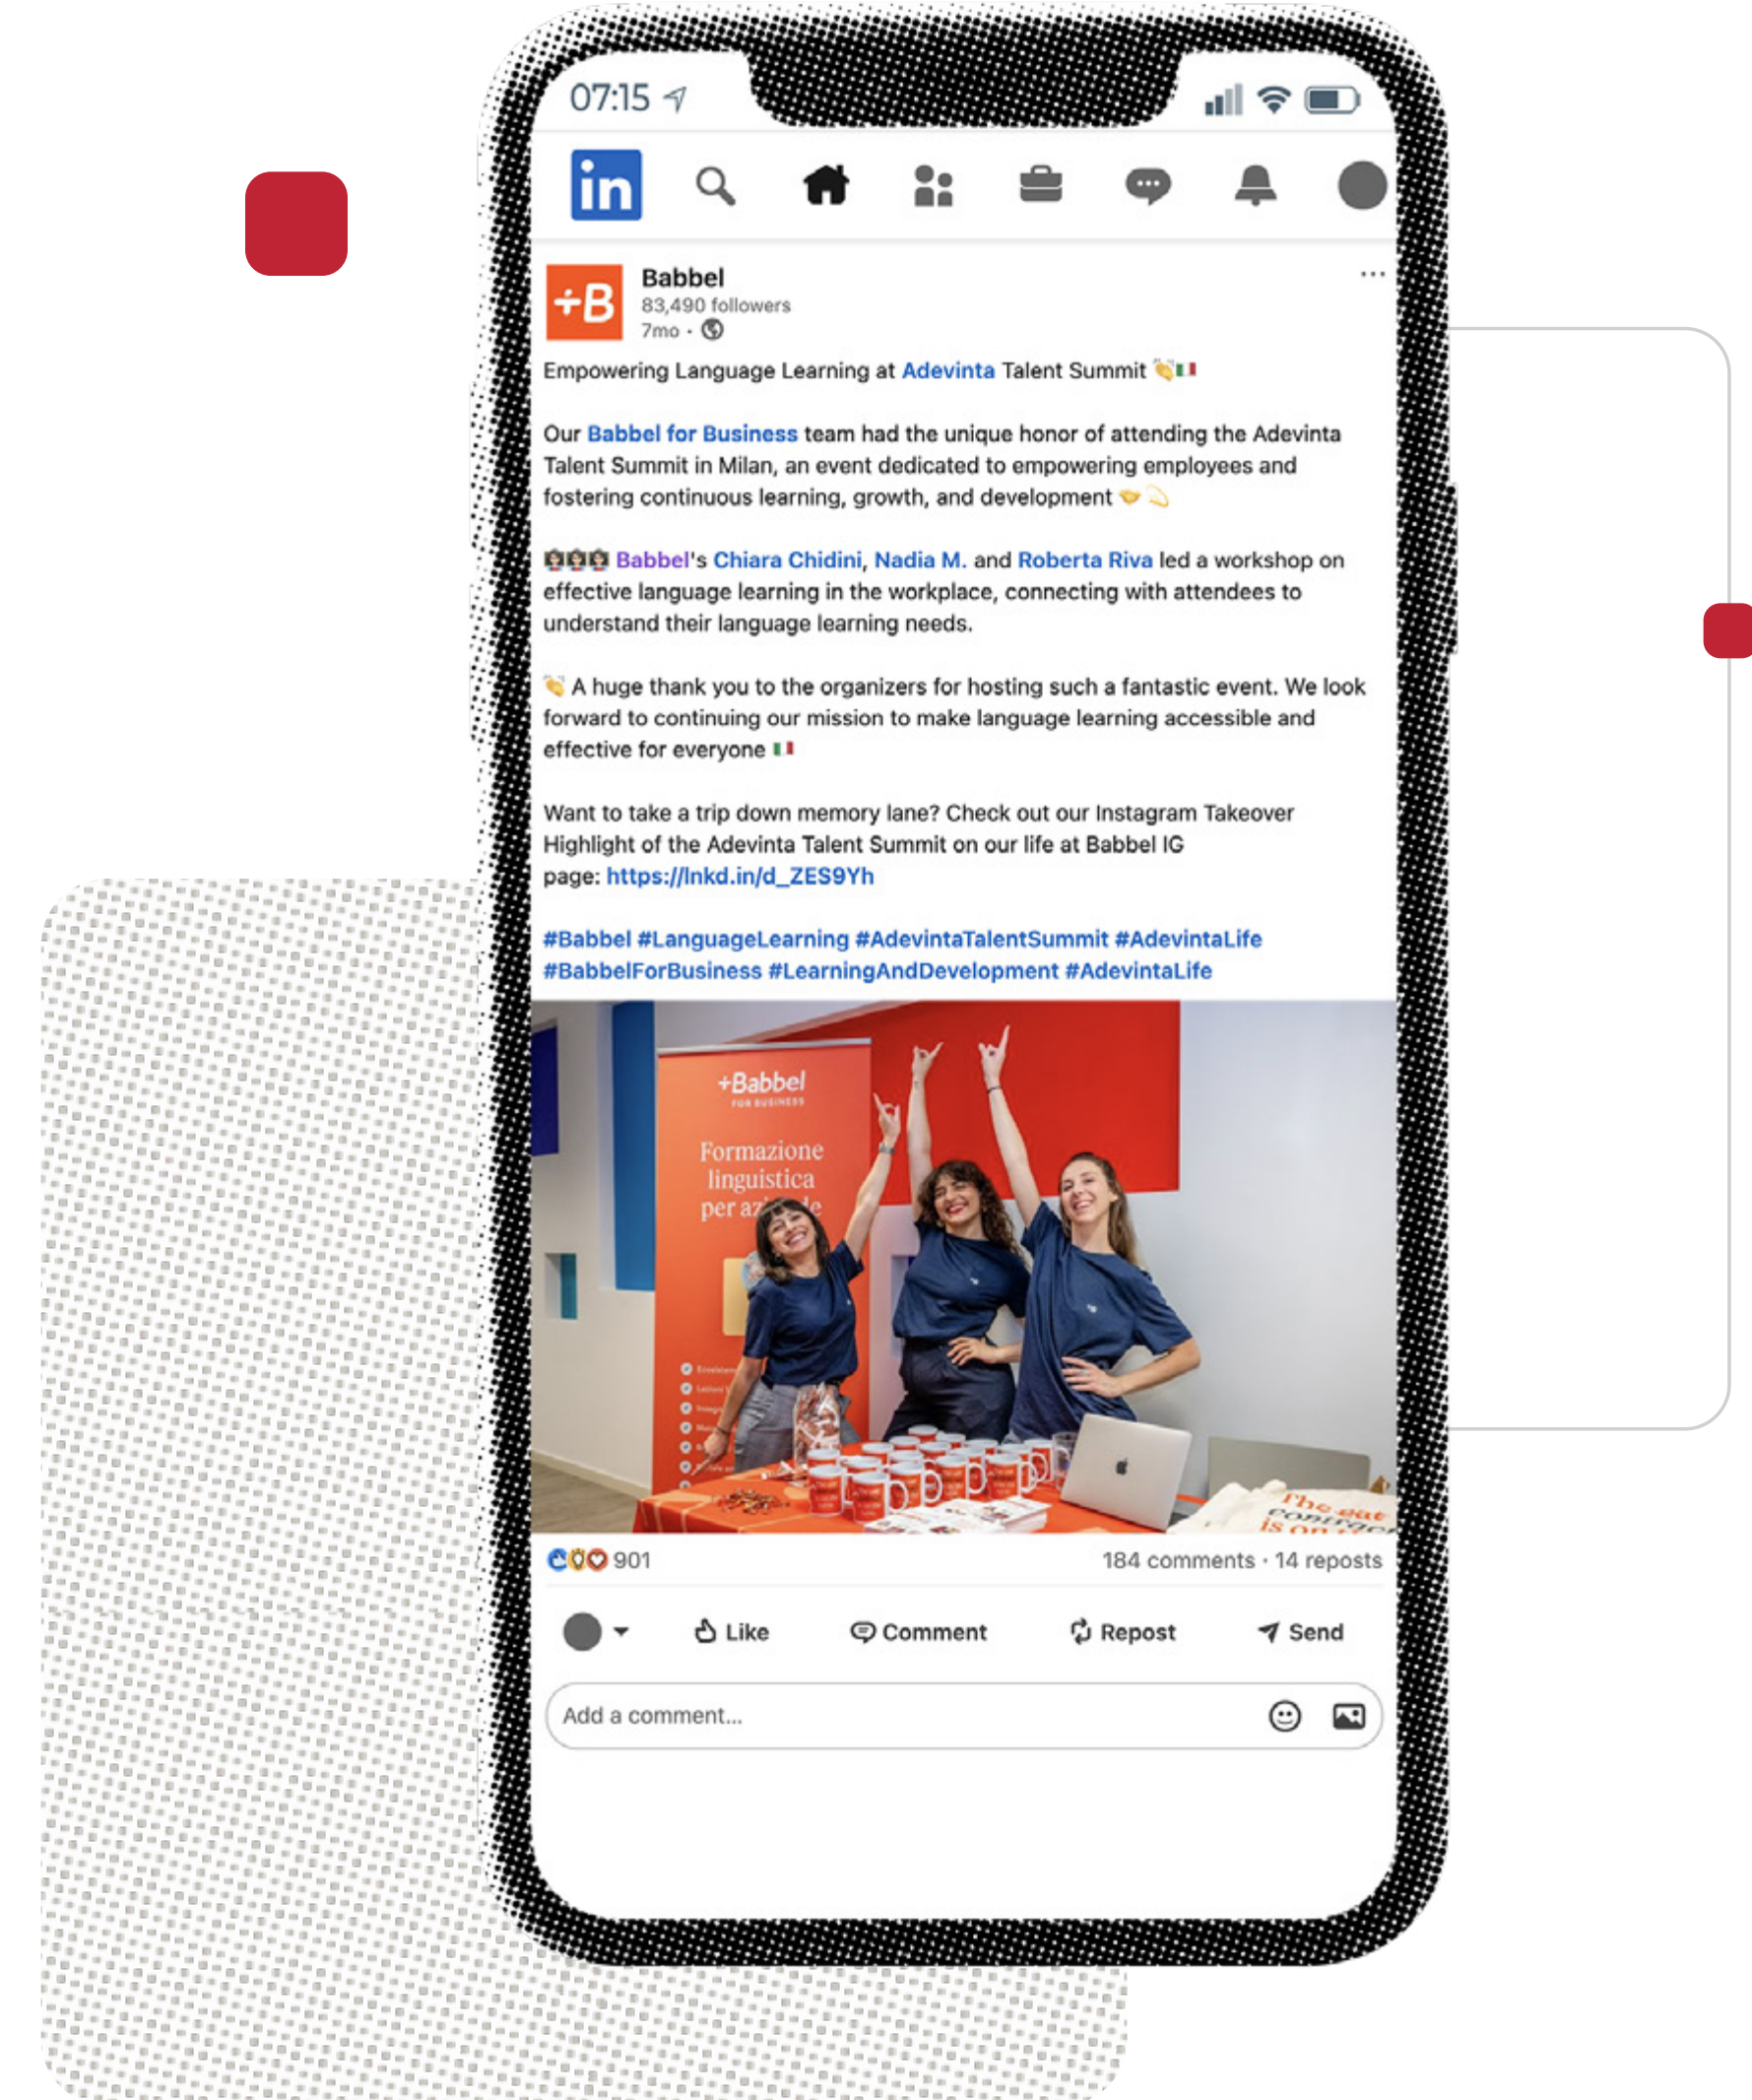 07:15
in
+B
Babbel
83,490 followers
7mo •
Empowering Language Learning at Adevinta Talent Summit 👏🇮🇹
Our Babbel for Business team had the unique honor of attending the Adevinta
Talent Summit in Milan, an event dedicated to empowering employees and
fostering continuous learning, growth, and development 🤝💫
👩🏻‍🏫👩🏻‍🏫👩🏻‍🏫 Babbel's Chiara Chidini, Nadia M. and Roberta Riva led a workshop on
effective language learning in the workplace, connecting with attendees to
understand their language learning needs.
👏 A huge thank you to the organizers for hosting such a fantastic event. We look
forward to continuing our mission to make language learning accessible and
effective for everyone 🇮🇹
Want to take a trip down memory lane? Check out our Instagram Takeover
Highlight of the Adevinta Talent Summit on our life at Babbel IG
page: https://lnkd.in/d_ZES9Yh
#Babbel #LanguageLearning #AdevintaTalentSummit #AdevintaLife
#BabbelForBusiness #LearningAndDevelopment #AdevintaLife
+Babbel
FOR BUSINESS
Formazione
linguistica
per
The
is on
901
184 comments · 14 reposts
Like
Comment
Repost
Send
Add a comment...